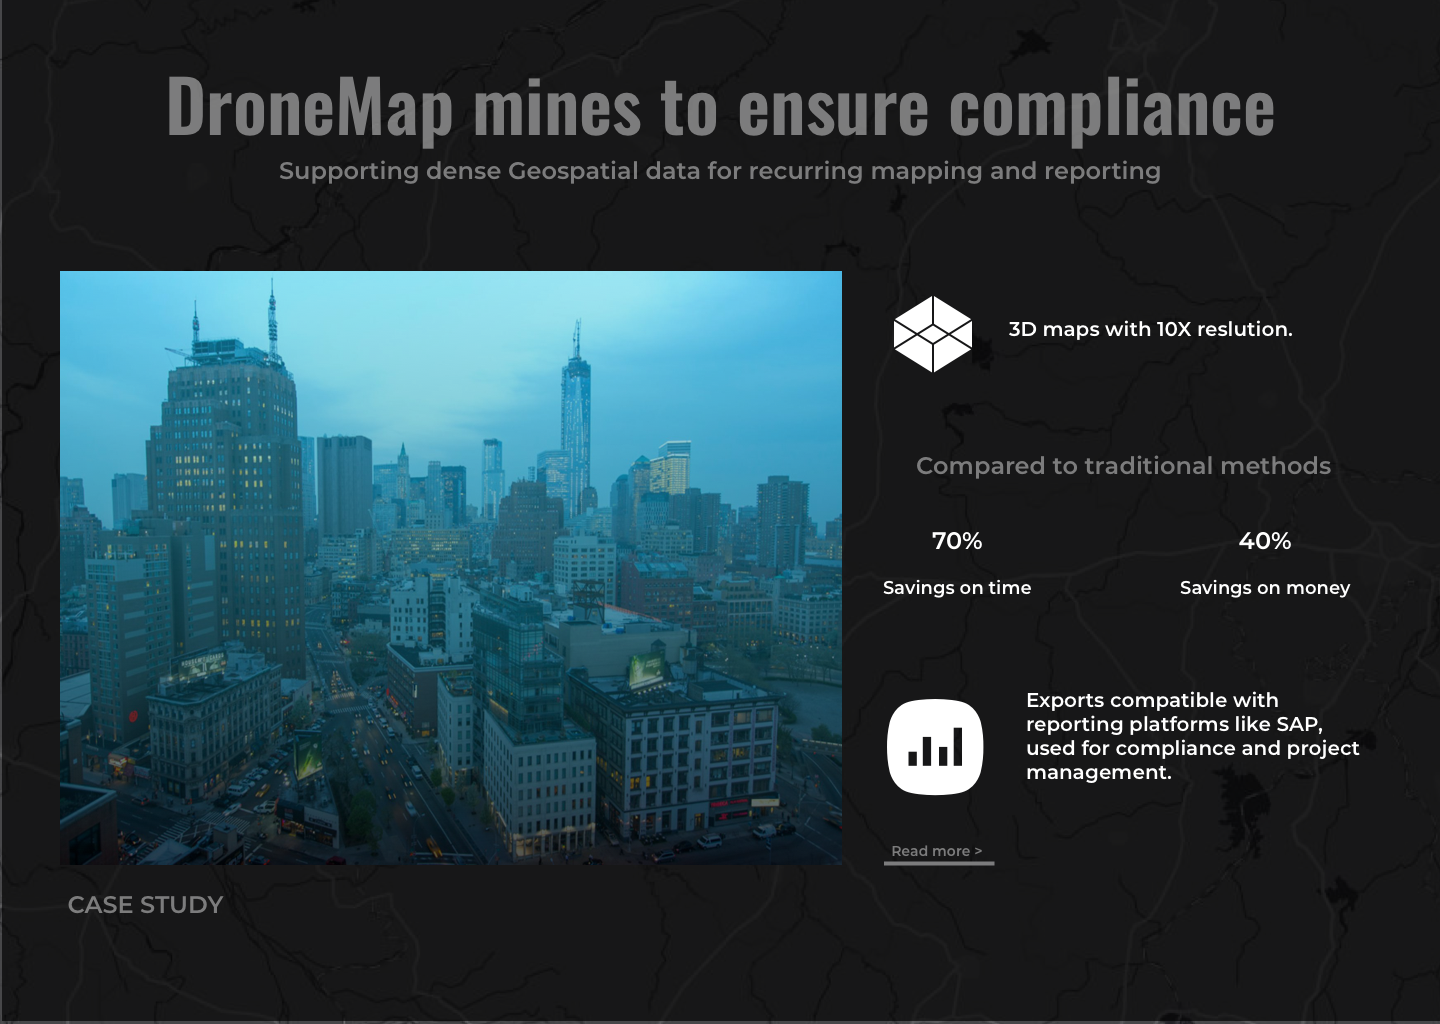 DroneMap mines to ensure compliance
Supporting dense Geospatial data for recurring mapping and reporting
3D maps with 10X reslution.
Compared to traditional methods
70%
40%
Savings on time
Savings on money
Exports compatible with
reporting platforms like SAP,
used for compliance and project
management.
Read more >
CASE STUDY